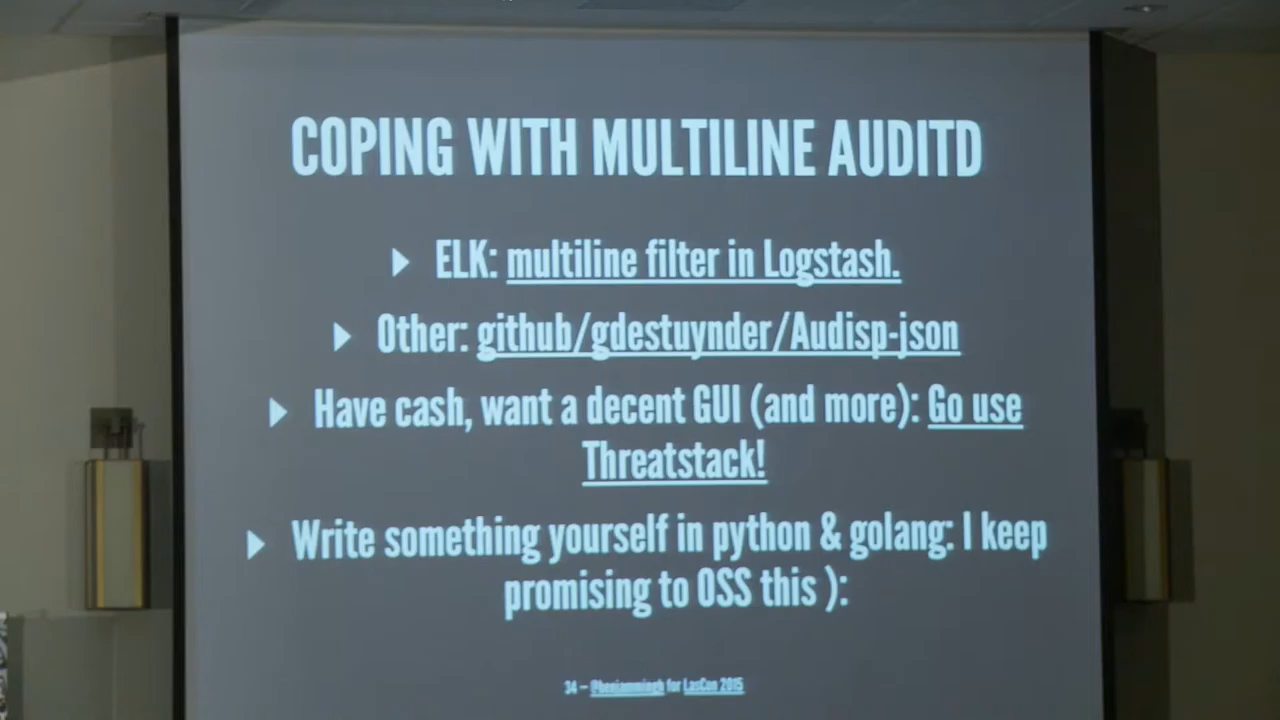 COPING WITH MULTILINE AUDITD
ELK: multiline filter in Logstash.
Other: github/gdestuynder/Audisp-json
Have cash, want a decent GUI (and more): Go use
Threatstack!
Write something yourself in python & golang: I keep
promising to OSS this ):
34 – @benjammingh for LasCon 2015